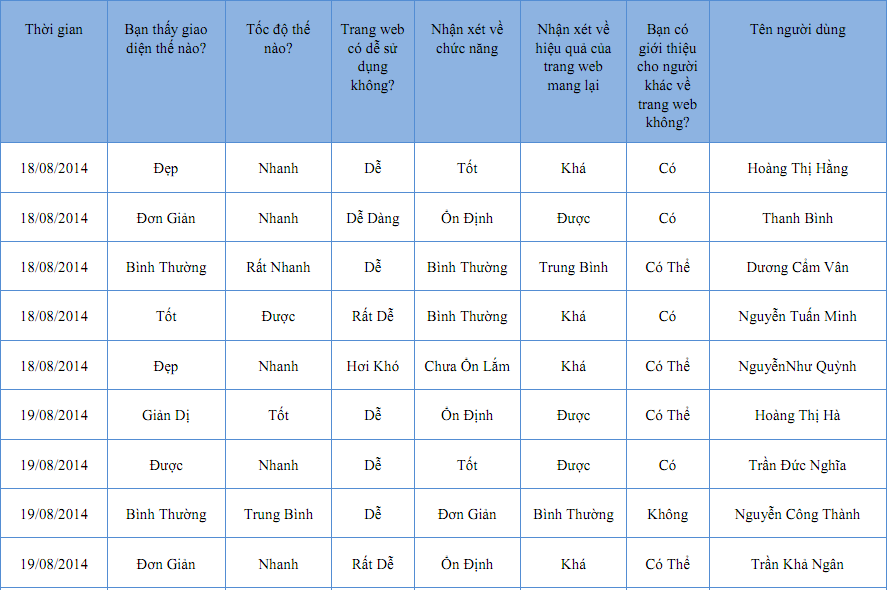 Thời gian
Bạn thấy giao
diện thế nào?
Tốc độ thế
nào?
Trang web
có dễ sử
dụng
không?
Nhận xét về
chức năng
Nhận xét về
hiệu quả của
trang web
mang lại
Bạn có
giới thiệu
cho người
khác về
trang web
không?
Tên người dùng
18/08/2014 Đẹp Nhanh Dễ Tốt Khá Có Hoàng Thị Hằng
18/08/2014 Đơn Giản Nhanh Dễ Dàng Ổn Định Được Có Thanh Bình
18/08/2014 Bình Thường Rất Nhanh Dễ Bình Thường Trung Bình Có Thể Dương Cẩm Vân
18/08/2014 Tốt Được Rất Dễ Bình Thường Khá Có Nguyễn Tuấn Minh
18/08/2014 Đẹp Nhanh Hơi Khó Chưa Ổn Lắm Khá Có Thể NguyễnNhư Quỳnh
19/08/2014 Giản Dị Tốt Dễ Ổn Định Được Có Thể Hoàng Thị Hà
19/08/2014 Được Nhanh Dễ Tốt Được Có Trần Đức Nghĩa
19/08/2014 Bình Thường Trung Bình Dễ Đơn Giản Bình Thường Không Nguyễn Công Thành
19/08/2014 Đơn Giản Nhanh Rất Dễ Ổn Định Khá Có Thể Trần Khả Ngân